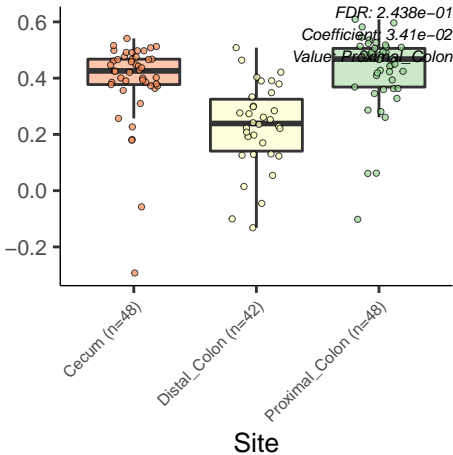 FDR: 2.438e−01
Coefficient: 3.41e−02
Value: Proximal_Colon
0.6
0.4
0.2
0.0
−0.2
Cecum (n=48)
Distal_Colon (n=42)
Proximal_Colon (n=48)
Site